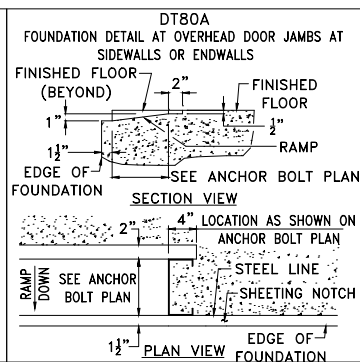 DT80A
FOUNDATION DETAIL AT OVERHEAD DOOR JAMBS AT
SIDEWALLS OR ENDWALLS
FINISHED FLOOR
(BEYOND)
2"
FINISHED
FLOOR
1"
1/2"
RAMP
1 1/2"
EDGE OF
FOUNDATION
SEE ANCHOR BOLT PLAN
SECTION VIEW
2"
4"
LOCATION AS SHOWN ON
ANCHOR BOLT PLAN
RAMP
DOWN
SEE ANCHOR
BOLT PLAN
STEEL LINE
SHEETING NOTCH
1 1/2"
PLAN VIEW
EDGE OF
FOUNDATION